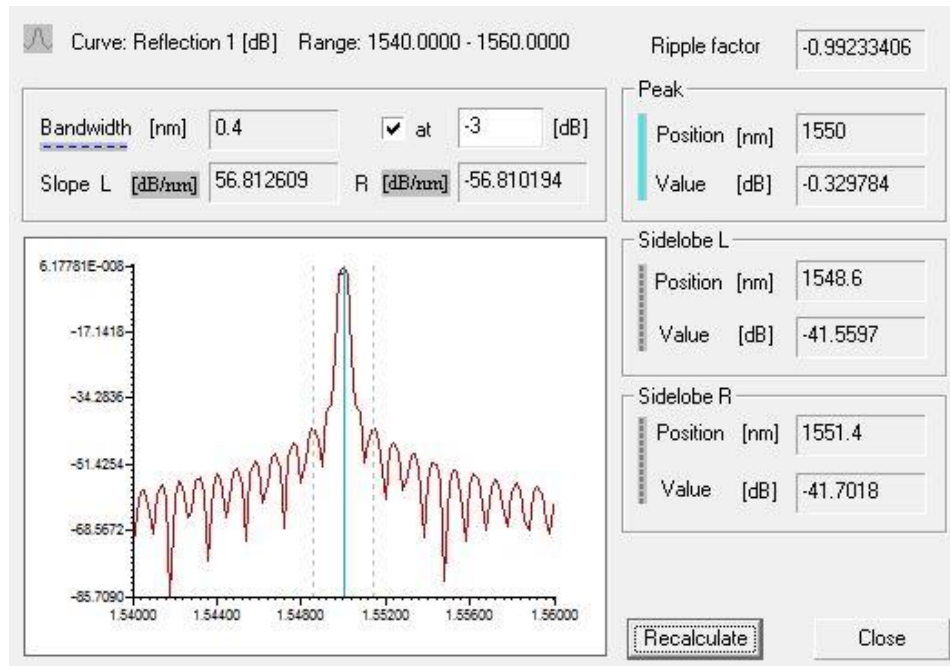 Curve: Reflection 1 [dB] Range: 1540.0000 - 1560.0000
Ripple factor -0.99233406
Bandwidth [nm] 0.4 at -3 [dB]
Slope L [dB/nm] 56.812609 R [dB/nm] -56.810194
Peak
Position [nm] 1550
Value [dB] -0.329784
Sidelobe L
Position [nm] 1548.6
Value [dB] -41.5597
Sidelobe R
Position [nm] 1551.4
Value [dB] -41.7018
6.17781E-008
-17.1418
-34.2836
-51.4254
-68.5672
-85.7090
1.54000 1.54400 1.54800 1.55200 1.55600 1.56000
Recalculate Close